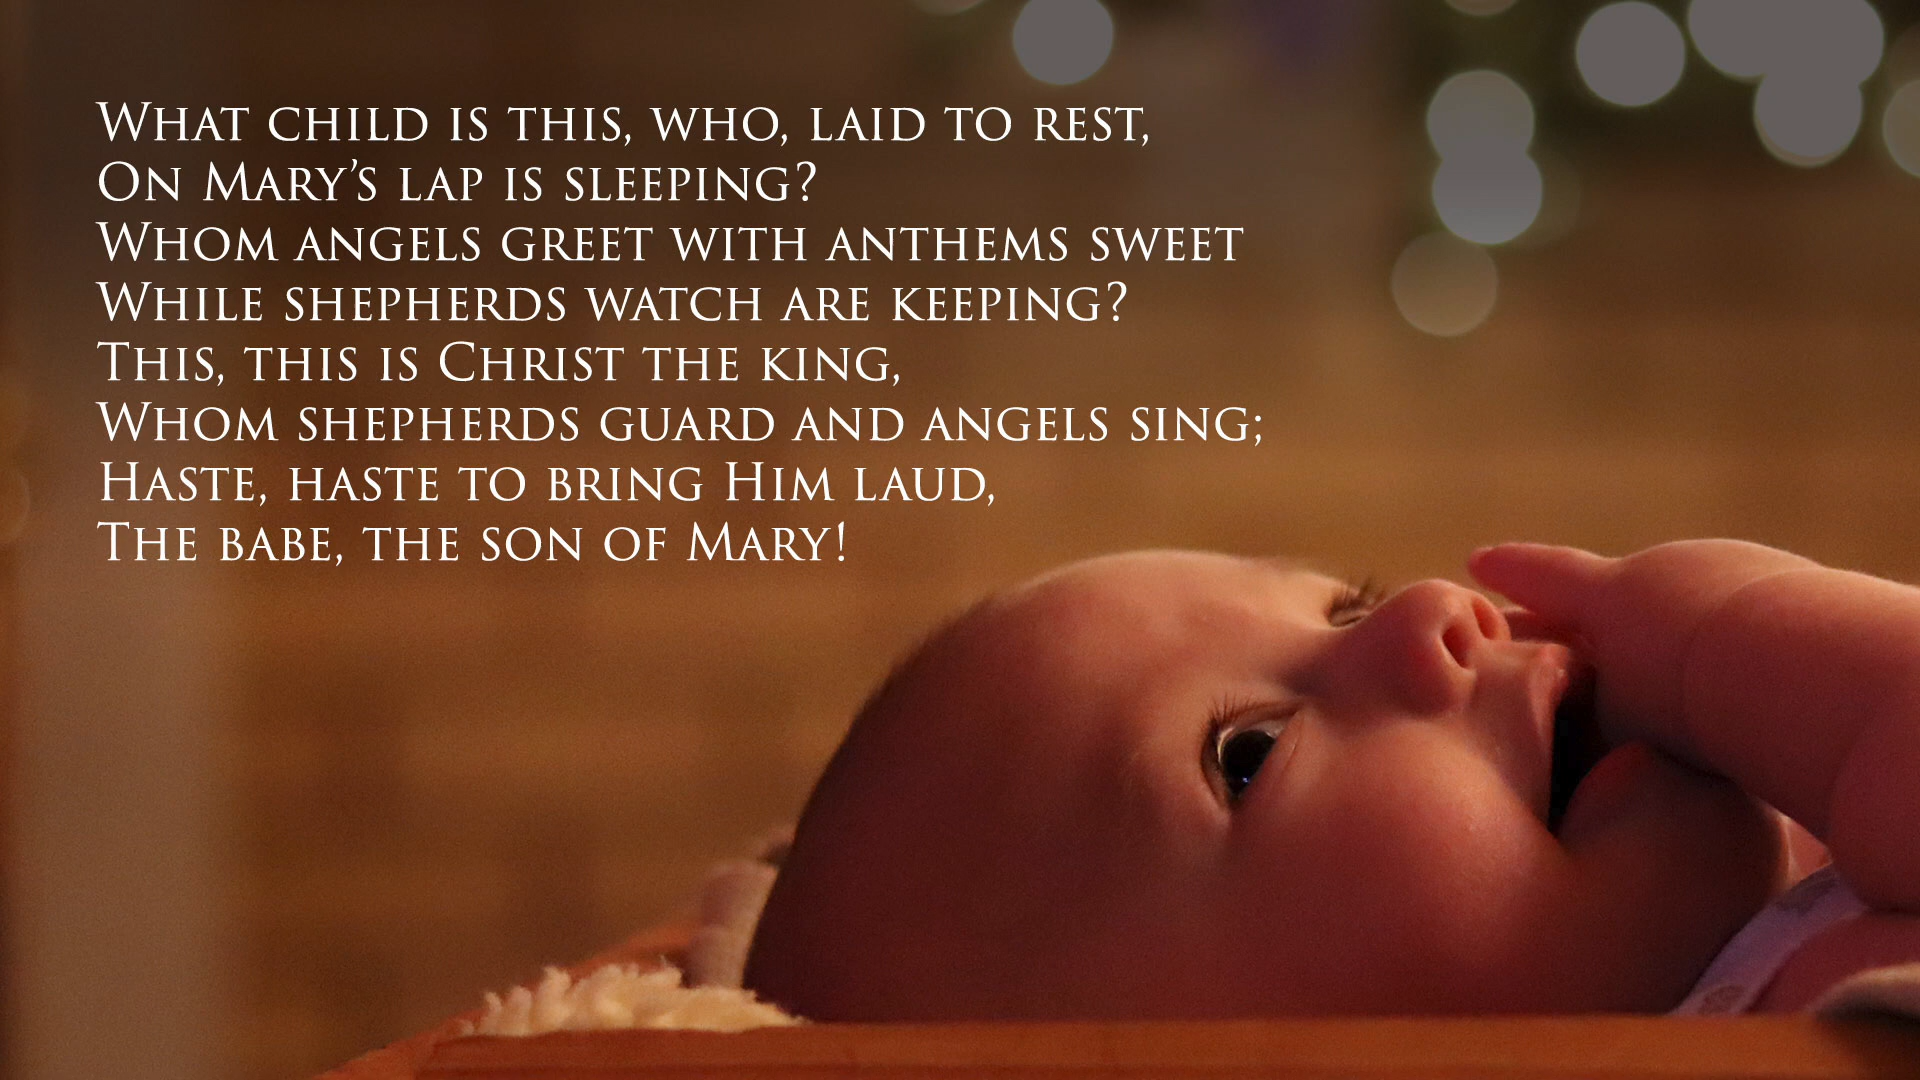 What child is this, who, laid to rest,
On Mary’s lap is sleeping?
Whom angels greet with anthems sweet
While shepherds watch are keeping?
This, this is Christ the king,
Whom shepherds guard and angels sing;
Haste, haste to bring Him laud,
The babe, the son of Mary!